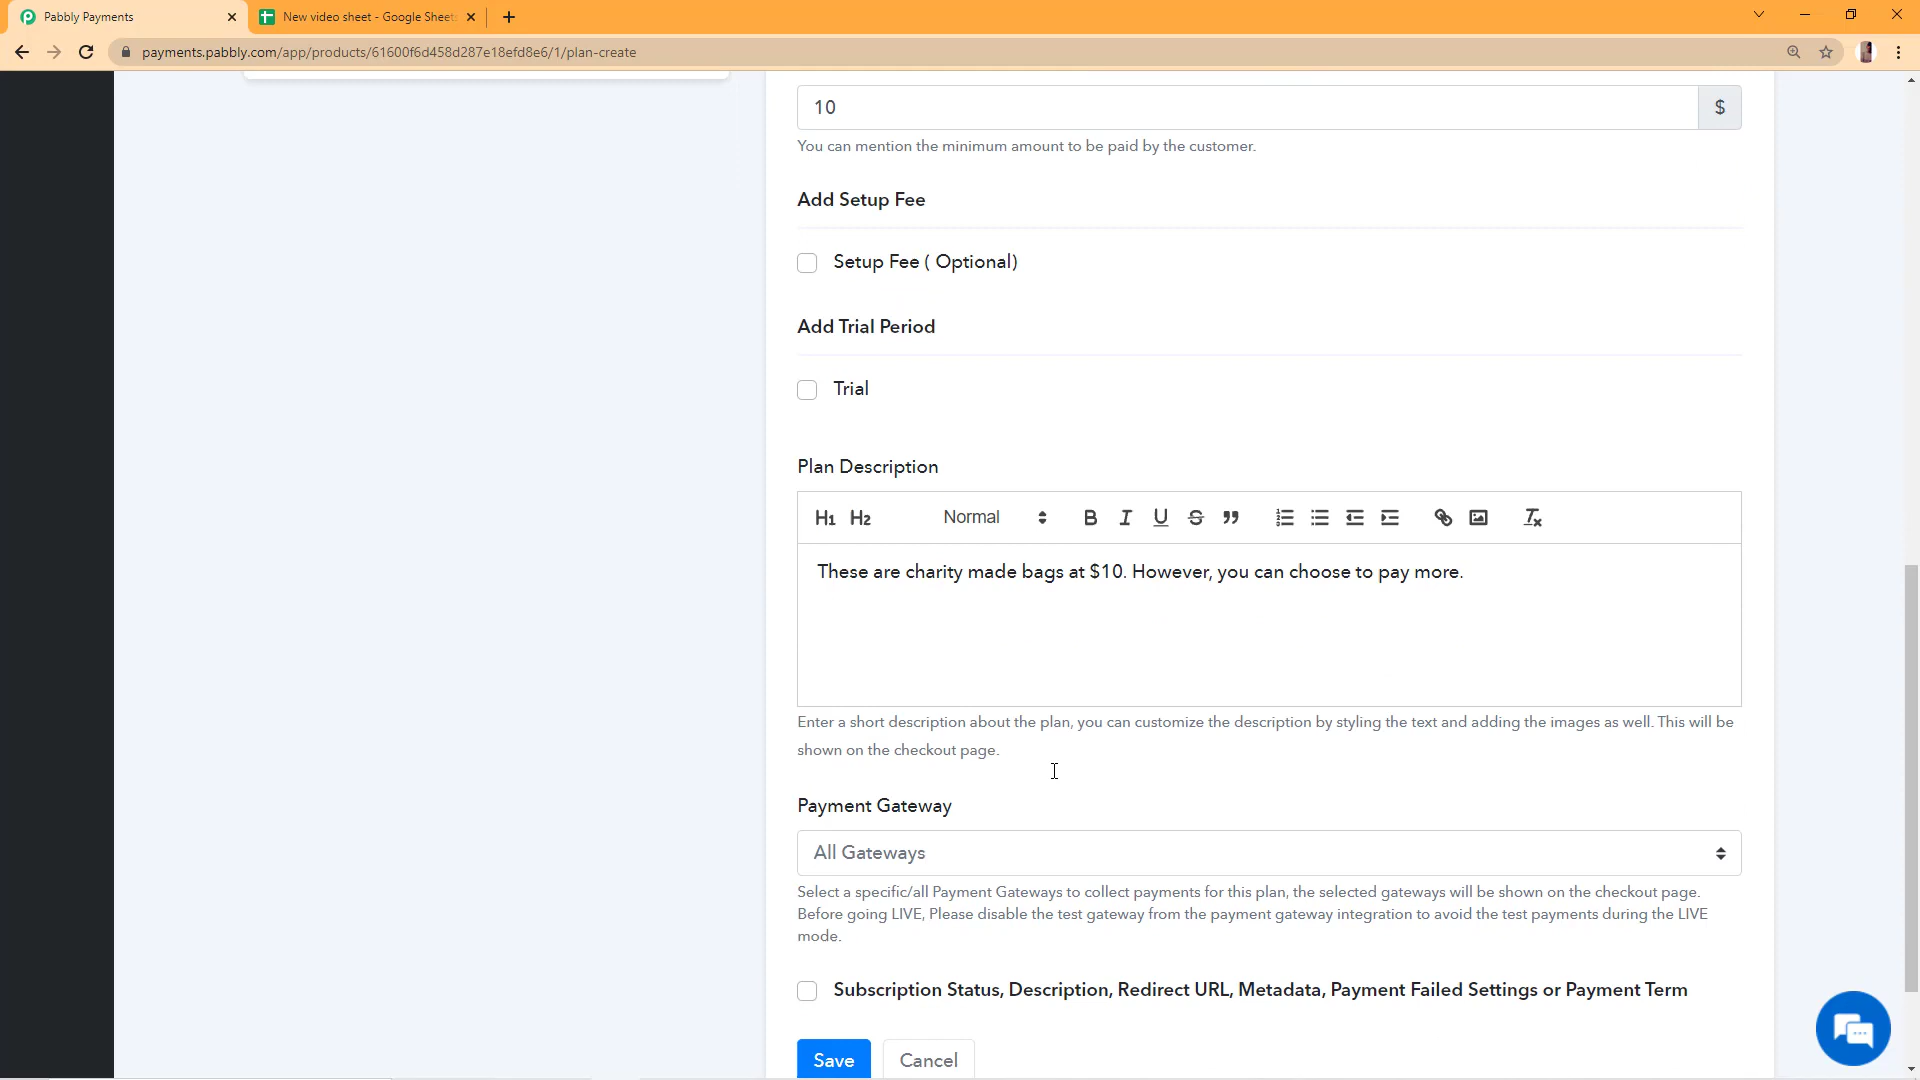 Pabbly Payments
New video sheet - Google Sheets
payments.pabbly.com/app/products/61600f6d458d287e18efd8e6/1/plan-create
10
$
You can mention the minimum amount to be paid by the customer.
Add Setup Fee
Setup Fee ( Optional)
Add Trial Period
Trial
Plan Description
H1 H2 Normal B I U S
These are charity made bags at $10. However, you can choose to pay more.
Enter a short description about the plan, you can customize the description by styling the text and adding the images as well. This will be
shown on the checkout page.
Payment Gateway
All Gateways
Select a specific/all Payment Gateways to collect payments for this plan, the selected gateways will be shown on the checkout page.
Before going LIVE, Please disable the test gateway from the payment gateway integration to avoid the test payments during the LIVE
mode.
Subscription Status, Description, Redirect URL, Metadata, Payment Failed Settings or Payment Term
Save
Cancel